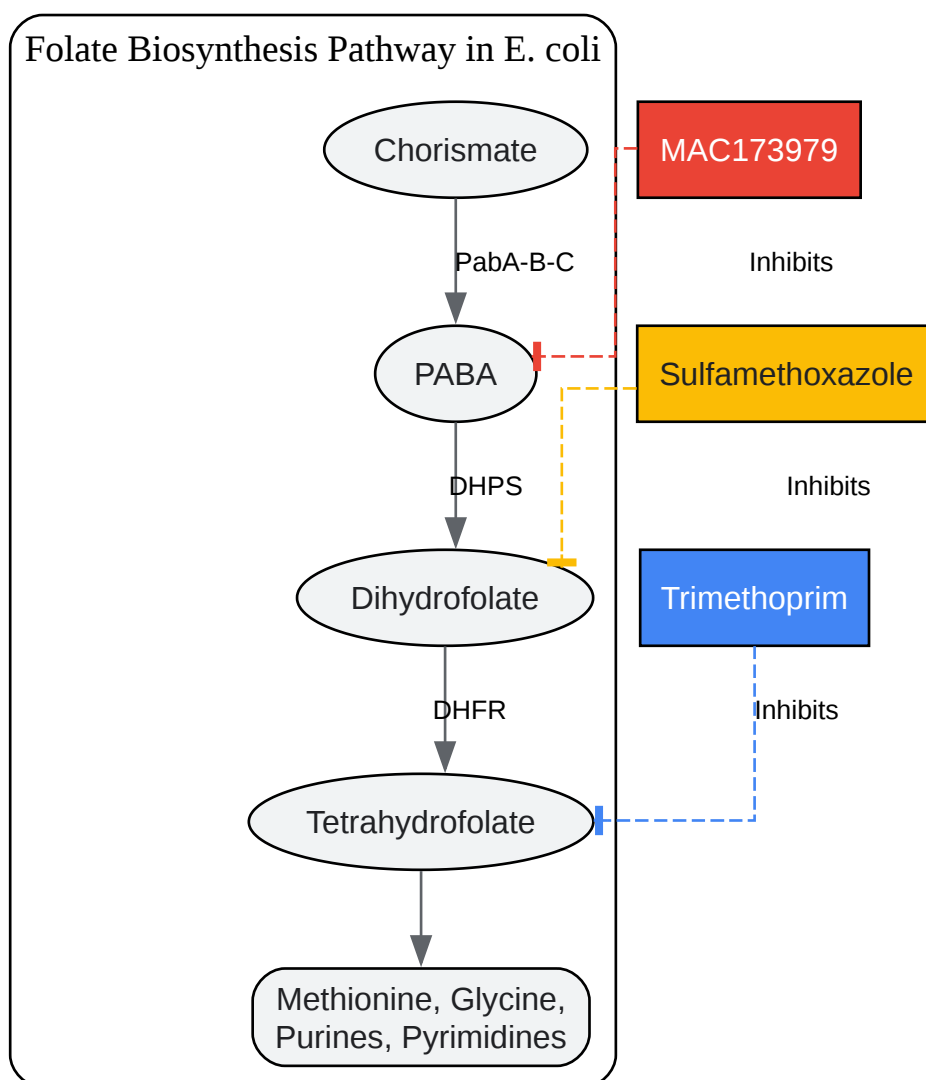 Folate Biosynthesis Pathway in E. coli
Chorismate
MAC173979
PabA-B-C
Inhibits
PABA
Sulfamethoxazole
DHPS
Inhibits
Dihydrofolate
Trimethoprim
DHFR
Inhibits
Tetrahydrofolate
Methionine, Glycine,
Purines, Pyrimidines